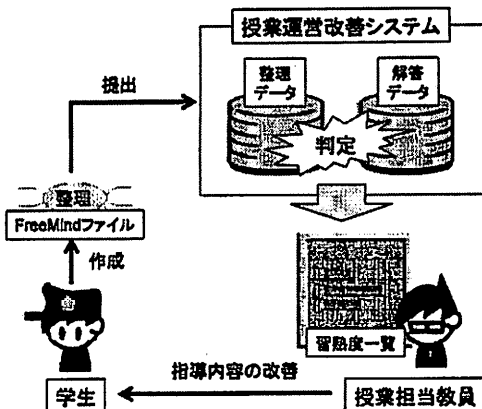 授業運営改善システム
整理
データ
解答
データ
提出
判定
整理
FreeMindファイル
作成
習熟度一覧
指導内容の改善
学生
授業担当教員